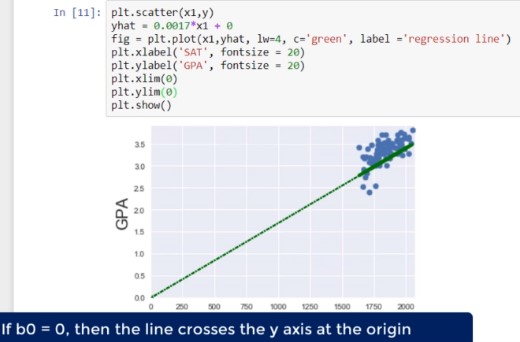 In [11]: plt.scatter(x1,y)
yhat = 0.0017*x1 + 0
fig = plt.plot(x1,yhat, lw=4, c='green', label ='regression line')
plt.xlabel('SAT', fontsize = 20)
plt.ylabel('GPA', fontsize = 20)
plt.xlim(0)
plt.ylim(0)
plt.show()
3.5
3.0
2.5
2.0
1.5
1.0
0.5
0.0
GPA
0 250 500 750 1000 1250 1500 1750 2000
If b0 = 0, then the line crosses the y axis at the origin